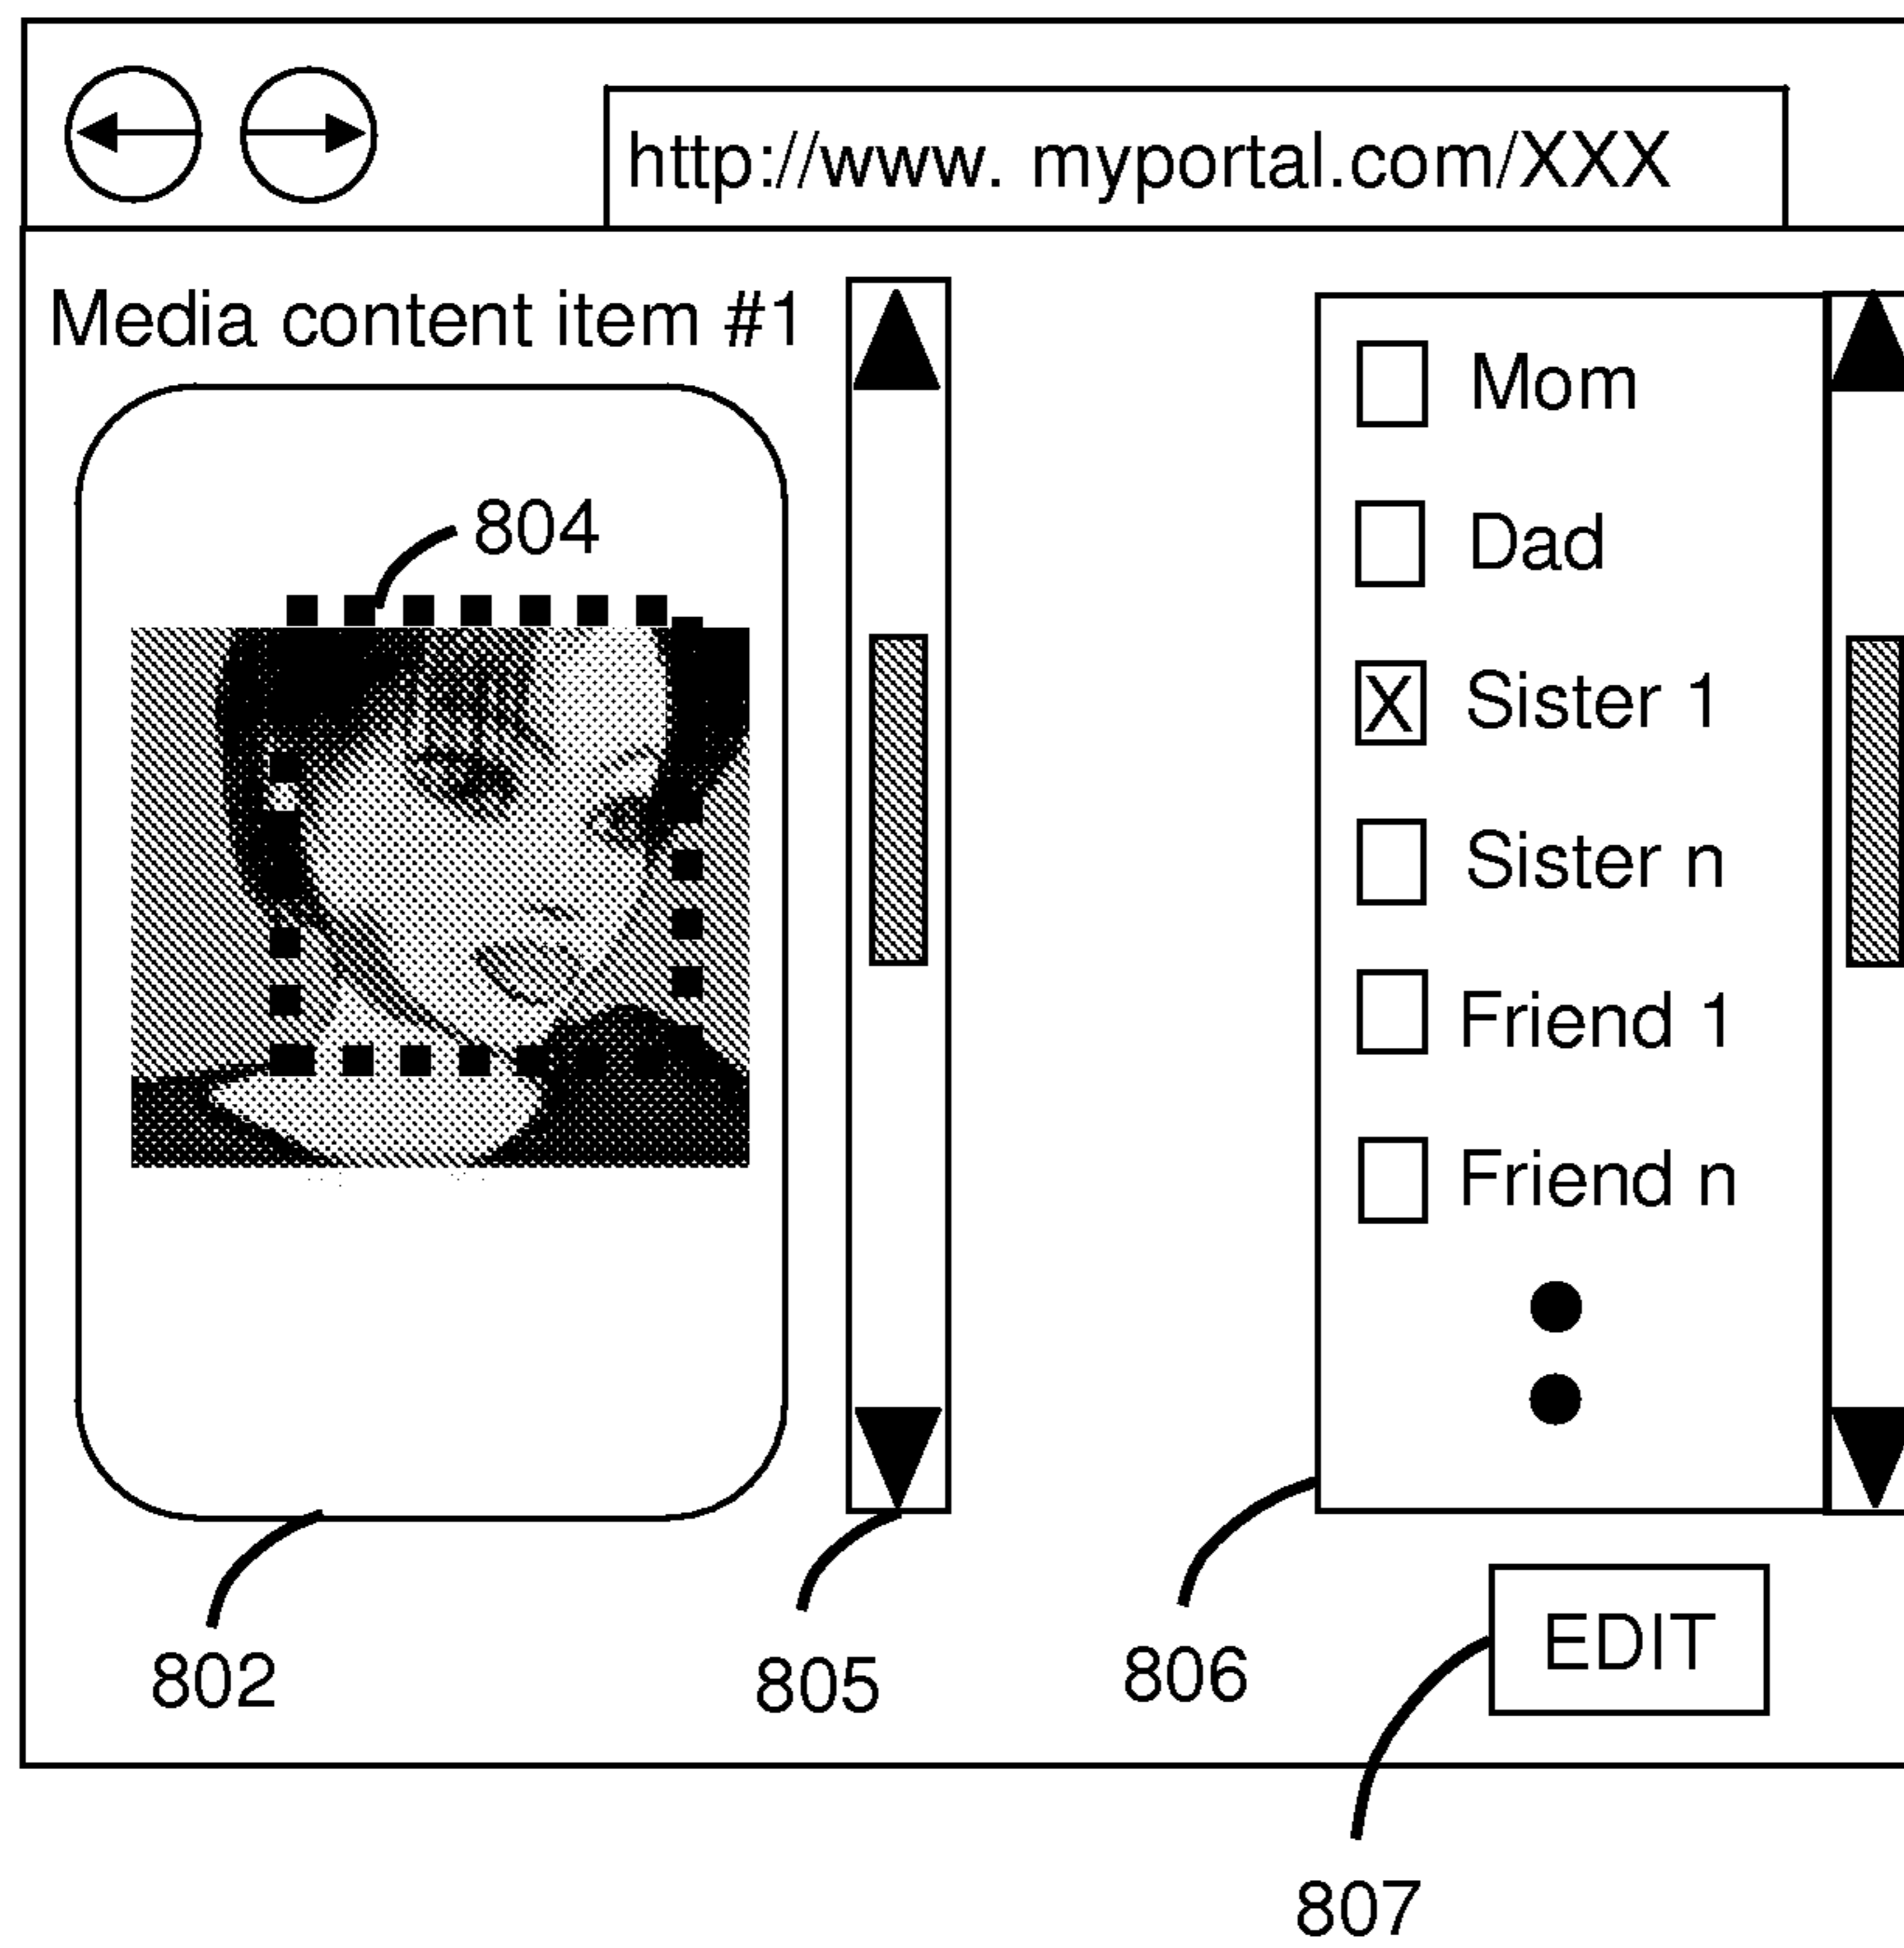 http://www. myportal.com/XXX
Media content item #1
804
Mom
Dad
X Sister 1
Sister n
Friend 1
Friend n
EDIT
802
805
806
807